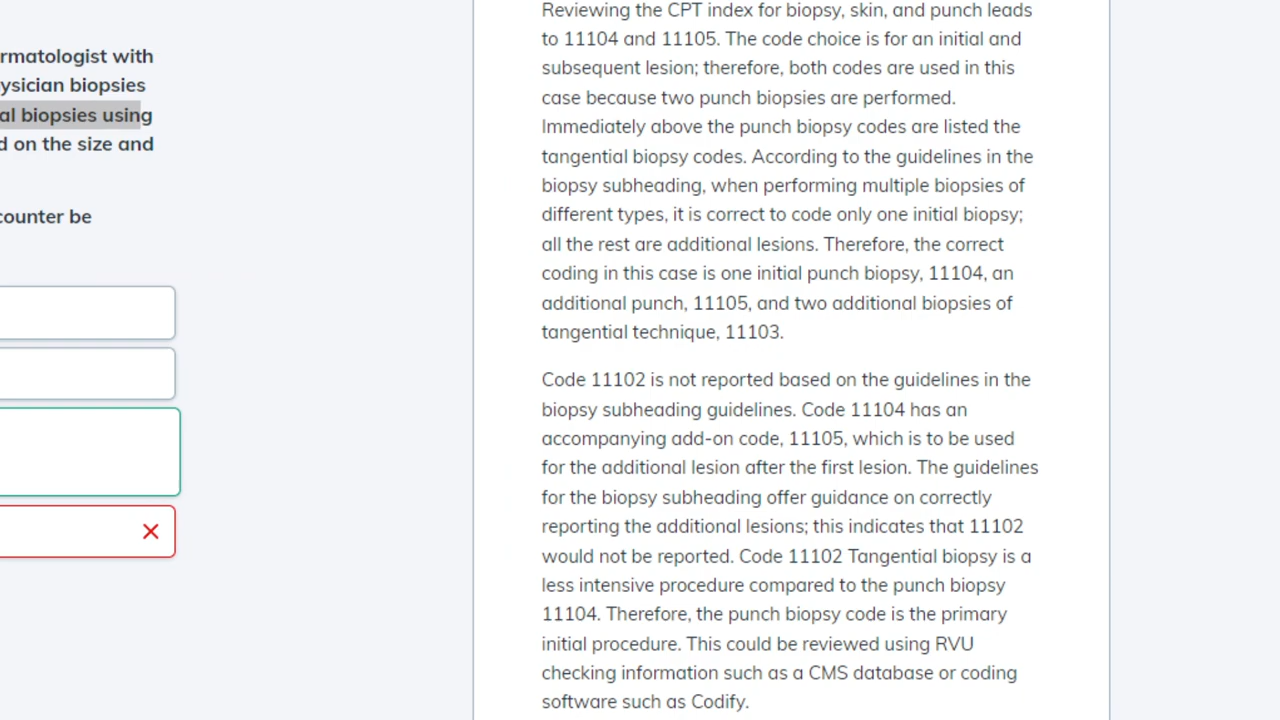 rmatologist with
ysician biopsies
al biopsies using
d on the size and
counter be
Reviewing the CPT index for biopsy, skin, and punch leads
to 11104 and 11105. The code choice is for an initial and
subsequent lesion; therefore, both codes are used in this
case because two punch biopsies are performed.
Immediately above the punch biopsy codes are listed the
tangential biopsy codes. According to the guidelines in the
biopsy subheading, when performing multiple biopsies of
different types, it is correct to code only one initial biopsy;
all the rest are additional lesions. Therefore, the correct
coding in this case is one initial punch biopsy, 11104, an
additional punch, 11105, and two additional biopsies of
tangential technique, 11103.
Code 11102 is not reported based on the guidelines in the
biopsy subheading guidelines. Code 11104 has an
accompanying add-on code, 11105, which is to be used
for the additional lesion after the first lesion. The guidelines
for the biopsy subheading offer guidance on correctly
reporting the additional lesions; this indicates that 11102
would not be reported. Code 11102 Tangential biopsy is a
less intensive procedure compared to the punch biopsy
11104. Therefore, the punch biopsy code is the primary
initial procedure. This could be reviewed using RVU
checking information such as a CMS database or coding
software such as Codify.